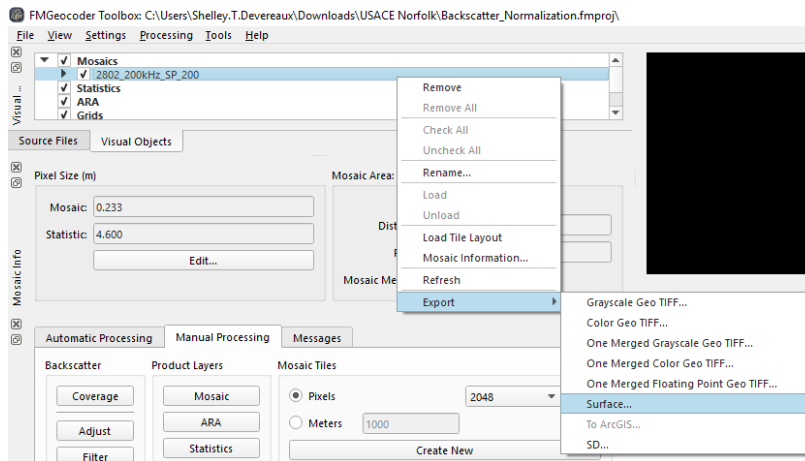 FMGeocoder Toolbox: C:\Users\Shelley.T.Devereaux\Downloads\USACE Norfolk\Backscatter_Normalization.fmproj\
File View Settings Processing Tools Help
Visual ...
Mosaics
2802_200kHz_SP_200
Statistics
ARA
Grids
Source Files Visual Objects
Remove
Remove All
Check All
Uncheck All
Rename...
Load
Unload
Load Tile Layout
Mosaic Information...
Refresh
Export
Mosaic Info
Pixel Size (m)
Mosaic: 0.233
Statistic: 4.600
Edit...
Mosaic Area:
Dist
Mosaic Me
Grayscale Geo TIFF...
Color Geo TIFF...
One Merged Grayscale Geo TIFF...
One Merged Color Geo TIFF...
One Merged Floating Point Geo TIFF...
Surface...
To ArcGIS...
SD...
Automatic Processing Manual Processing Messages
Backscatter Product Layers Mosaic Tiles
Coverage Mosaic Pixels 2048
Adjust ARA Meters 1000
Filter Statistics Create New